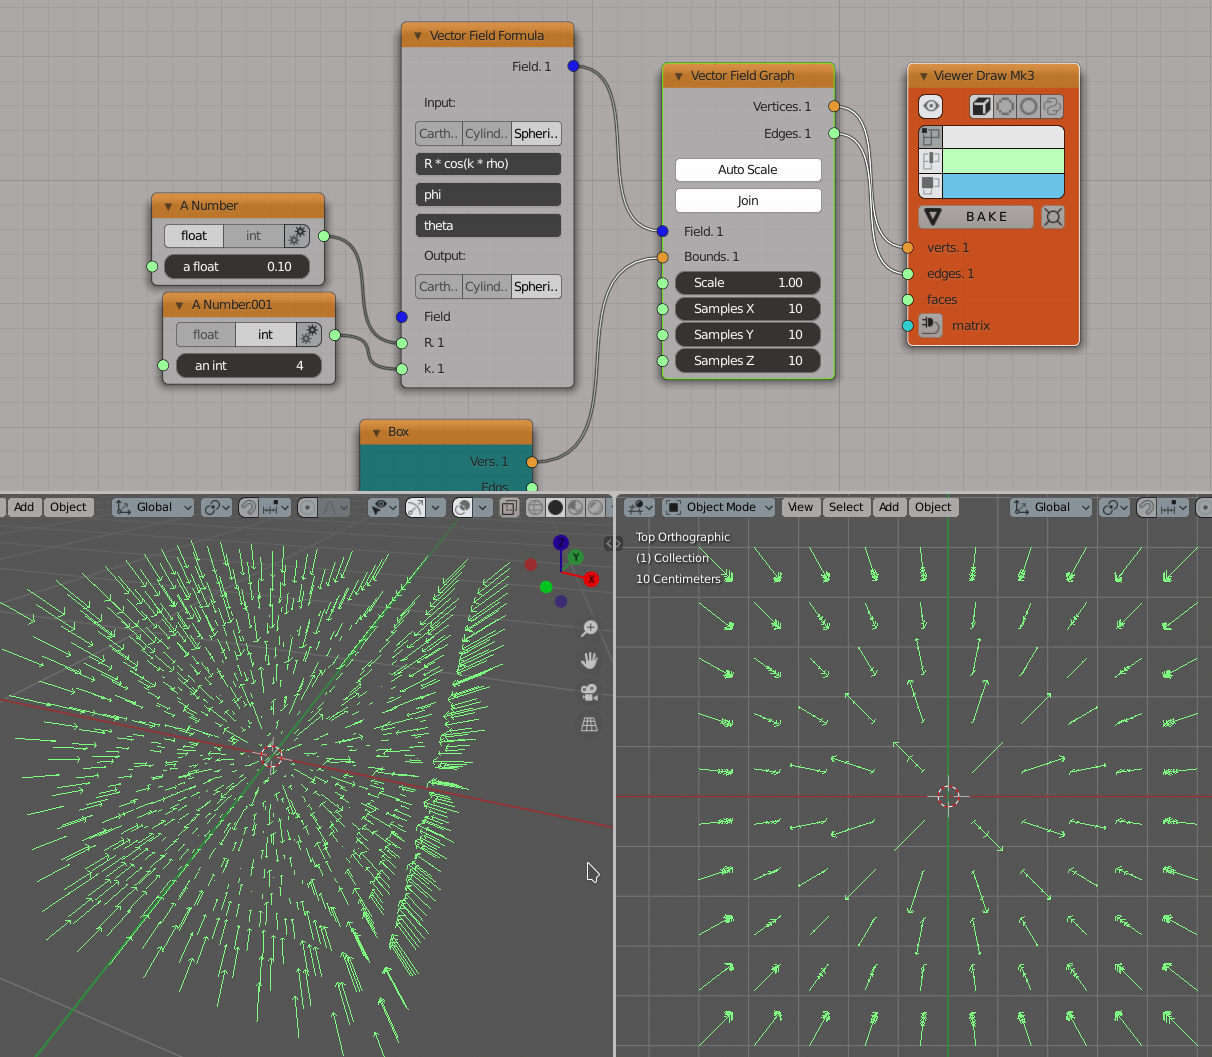 Vector Field Formula
Field. 1
Input:
Carth.. Cylind.. Spheri..
R * cos(k * rho)
phi
theta
Output:
Carth.. Cylind.. Spheri..
Field
R 1
k. 1
A Number
float int
a float 0.10
A Number.001
float int
an int 4
Box
Vers. 1
Edgs
Vector Field Graph
Vertices. 1
Edges. 1
Auto Scale
Join
Field. 1
Bounds. 1
Scale 1.00
Samples X 10
Samples Y 10
Samples Z 10
Viewer Draw Mk3
BAKE
verts. 1
edges. 1
faces
matrix
Add Object Global
Z
Y
X
Object Mode View Select Add Object Global
Top Orthographic
(1) Collection
10 Centimeters